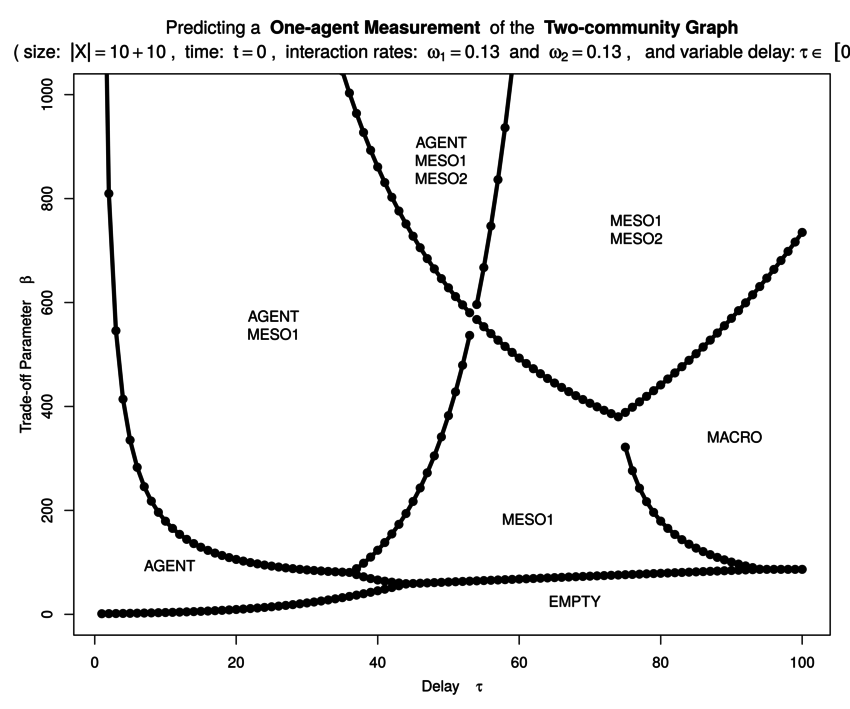 Predicting a One-agent Measurement of the Two-community Graph
( size: |X| = 10 + 10 , time: t = 0 , interaction rates: ω₁ = 0.13 and ω₂ = 0.13 , and variable delay: τ ∈ [0
1000
AGENT
MESO1
MESO2
800
MESO1
MESO2
600
AGENT
MESO1
Trade-off Parameter β
400
MACRO
200
MESO1
AGENT
EMPTY
0
0 20 40 60 80 100
Delay τ